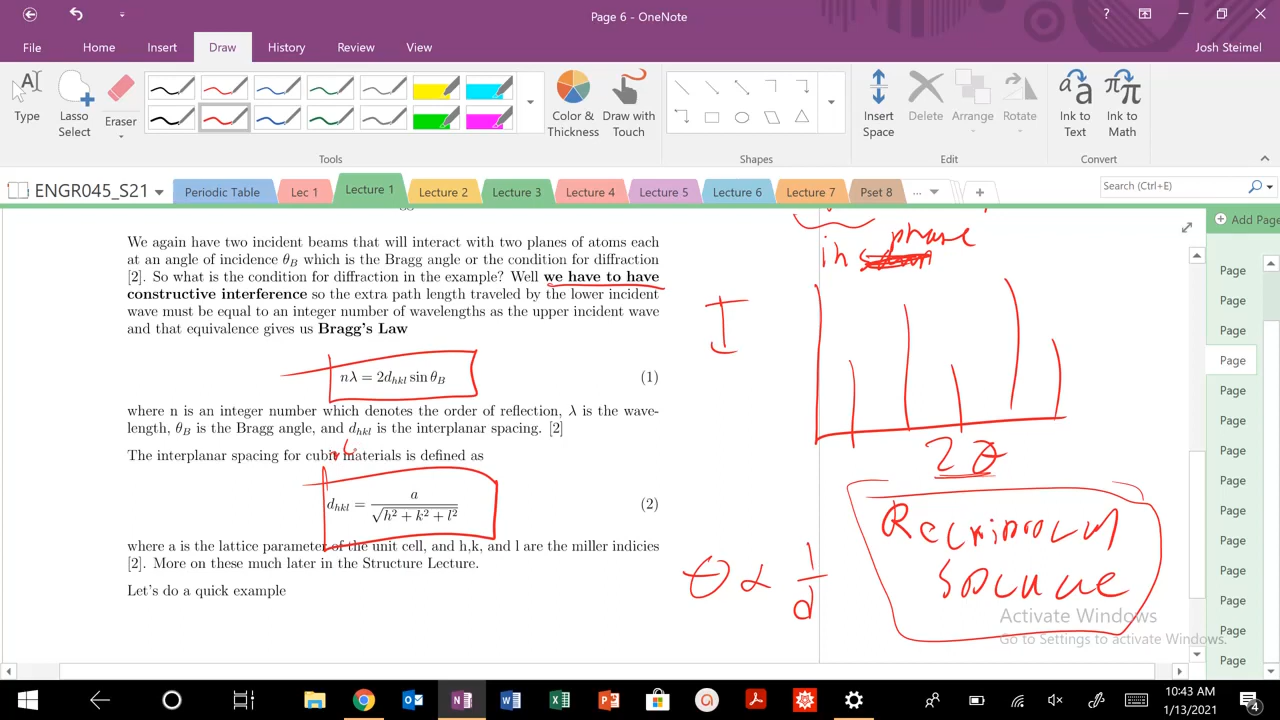 Page 6 - OneNote
Josh Steimel
File Home Insert Draw History Review View
Type
Lasso Select
Eraser
Color & Thickness
Draw with Touch
Insert Space
Delete
Arrange
Rotate
Ink to Text
Ink to Math
Tools
Shapes
Edit
Convert
ENGR045_S21
Periodic Table Lec 1 Lecture 1 Lecture 2 Lecture 3 Lecture 4 Lecture 5 Lecture 6 Lecture 7 Pset 8 ...
Search (Ctrl+E)
Add Page
We again have two incident beams that will interact with two planes of atoms each
at an angle of incidence θB which is the Bragg angle or the condition for diffraction
[2]. So what is the condition for diffraction in the example? Well we have to have
constructive interference so the extra path length traveled by the lower incident
wave must be equal to an integer number of wavelengths as the upper incident wave
and that equivalence gives us Bragg's Law
nλ = 2dhkl sin θB (1)
where n is an integer number which denotes the order of reflection, λ is the wave-
length, θB is the Bragg angle, and dhkl is the interplanar spacing. [2]
The interplanar spacing for cubic materials is defined as
dhkl = a / √h² + k² + l² (2)
where a is the lattice parameter of the unit cell, and h,k, and l are the miller indicies
[2]. More on these much later in the Structure Lecture.
Let's do a quick example
in phase
I
2θ
θ ∝ 1/d
Reciprocal
Space
Page
Page
Page
Page
Page
Page
Page
Page
Page
Page
Page
Page
Page
Page
Activate Windows
Go to Settings to activate Windows.
10:43 AM
1/13/2021
4